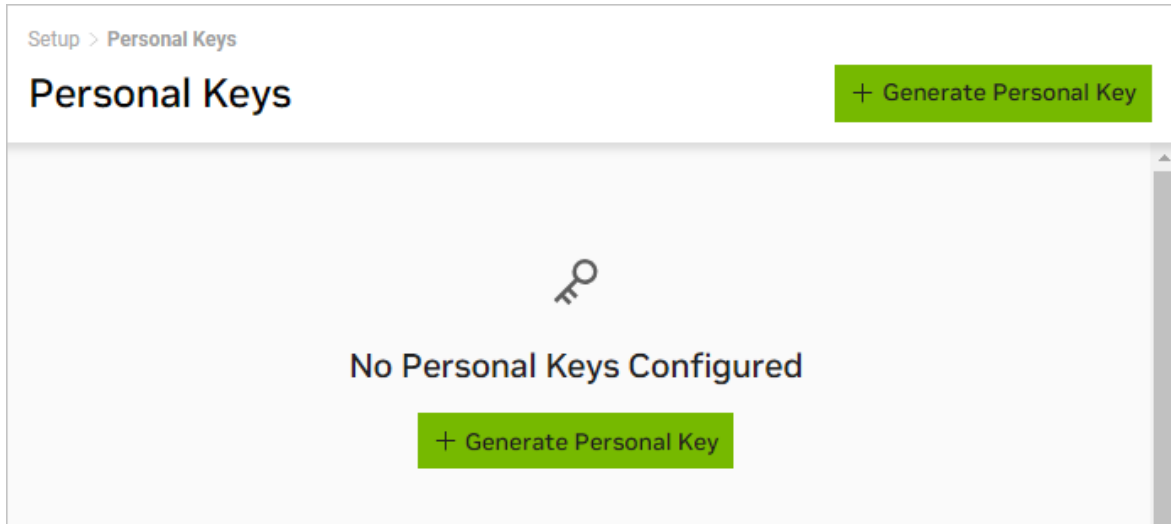 Setup > Personal Keys
Personal Keys
+ Generate Personal Key
No Personal Keys Configured
+ Generate Personal Key